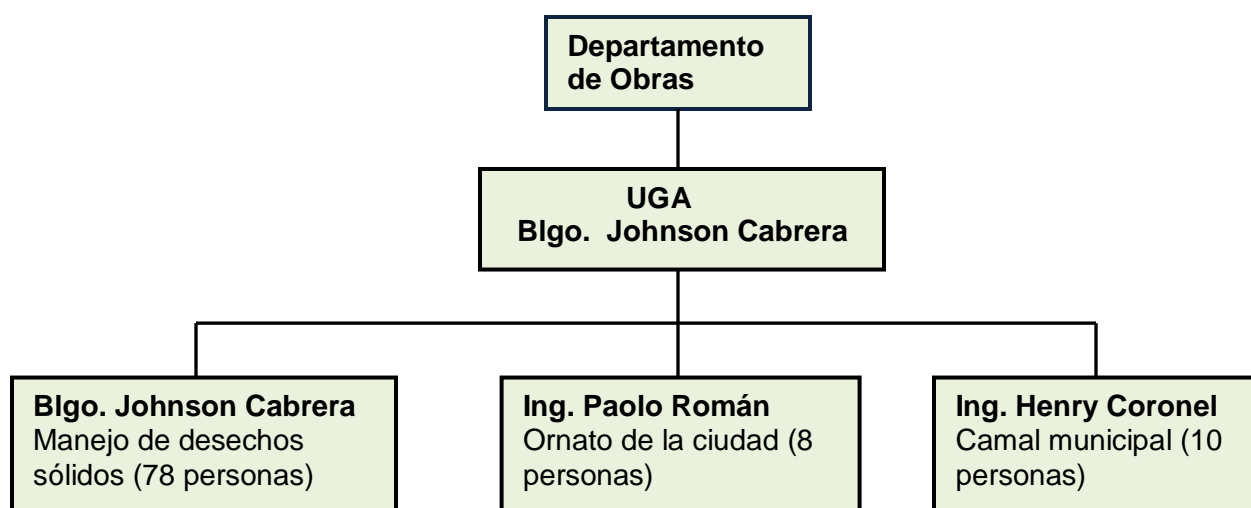 Departamento
de Obras
UGA
Blgo. Johnson Cabrera
Blgo. Johnson Cabrera
Manejo de desechos
sólidos (78 personas)
Ing. Paolo Román
Ornato de la ciudad (8
personas)
Ing. Henry Coronel
Camal municipal (10
personas)